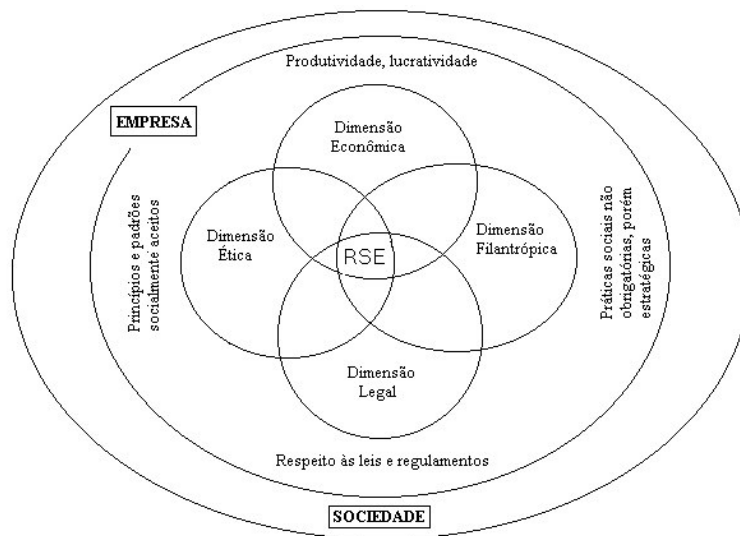 Produtividade, lucratividade
EMPRESA
Dimensão
Econômica
Princípios e padrões
socialmente aceitos
Dimensão
Ética
RSE
Dimensão
Filantrópica
Práticas sociais não
obrigatórias, porém
estratégicas
Dimensão
Legal
Respeito às leis e regulamentos
SOCIEDADE